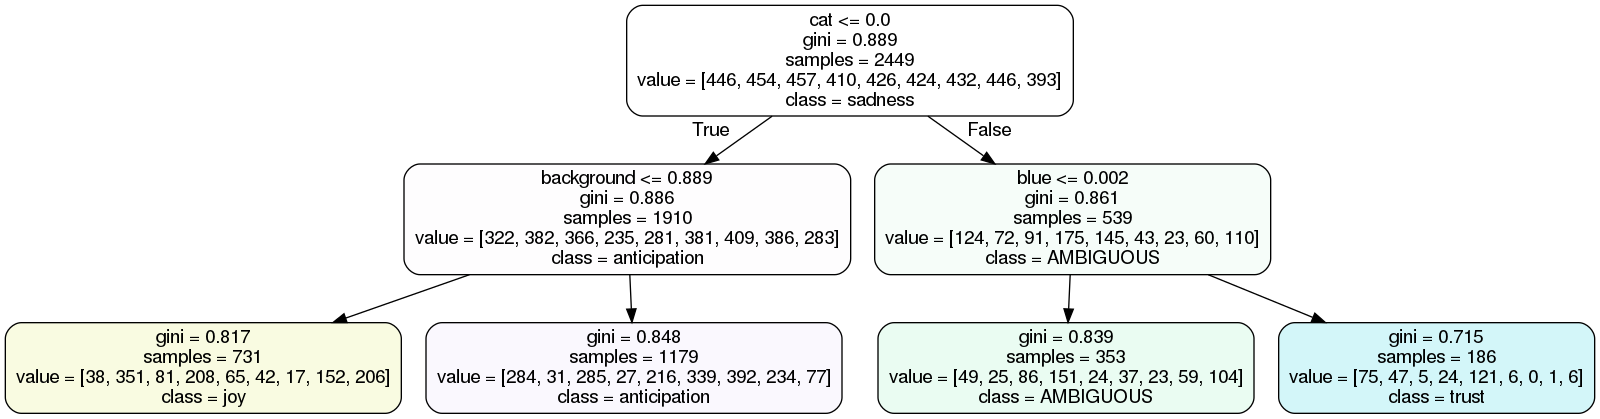 cat <= 0.0
gini = 0.889
samples = 2449
value = [446, 454, 457, 410, 426, 424, 432, 446, 393]
class = sadness
True
False
background <= 0.889
gini = 0.886
samples = 1910
value = [322, 382, 366, 235, 281, 381, 409, 386, 283]
class = anticipation
blue <= 0.002
gini = 0.861
samples = 539
value = [124, 72, 91, 175, 145, 43, 23, 60, 110]
class = AMBIGUOUS
gini = 0.817
samples = 731
value = [38, 351, 81, 208, 65, 42, 17, 152, 206]
class = joy
gini = 0.848
samples = 1179
value = [284, 31, 285, 27, 216, 339, 392, 234, 77]
class = anticipation
gini = 0.839
samples = 353
value = [49, 25, 86, 151, 24, 37, 23, 59, 104]
class = AMBIGUOUS
gini = 0.715
samples = 186
value = [75, 47, 5, 24, 121, 6, 0, 1, 6]
class = trust